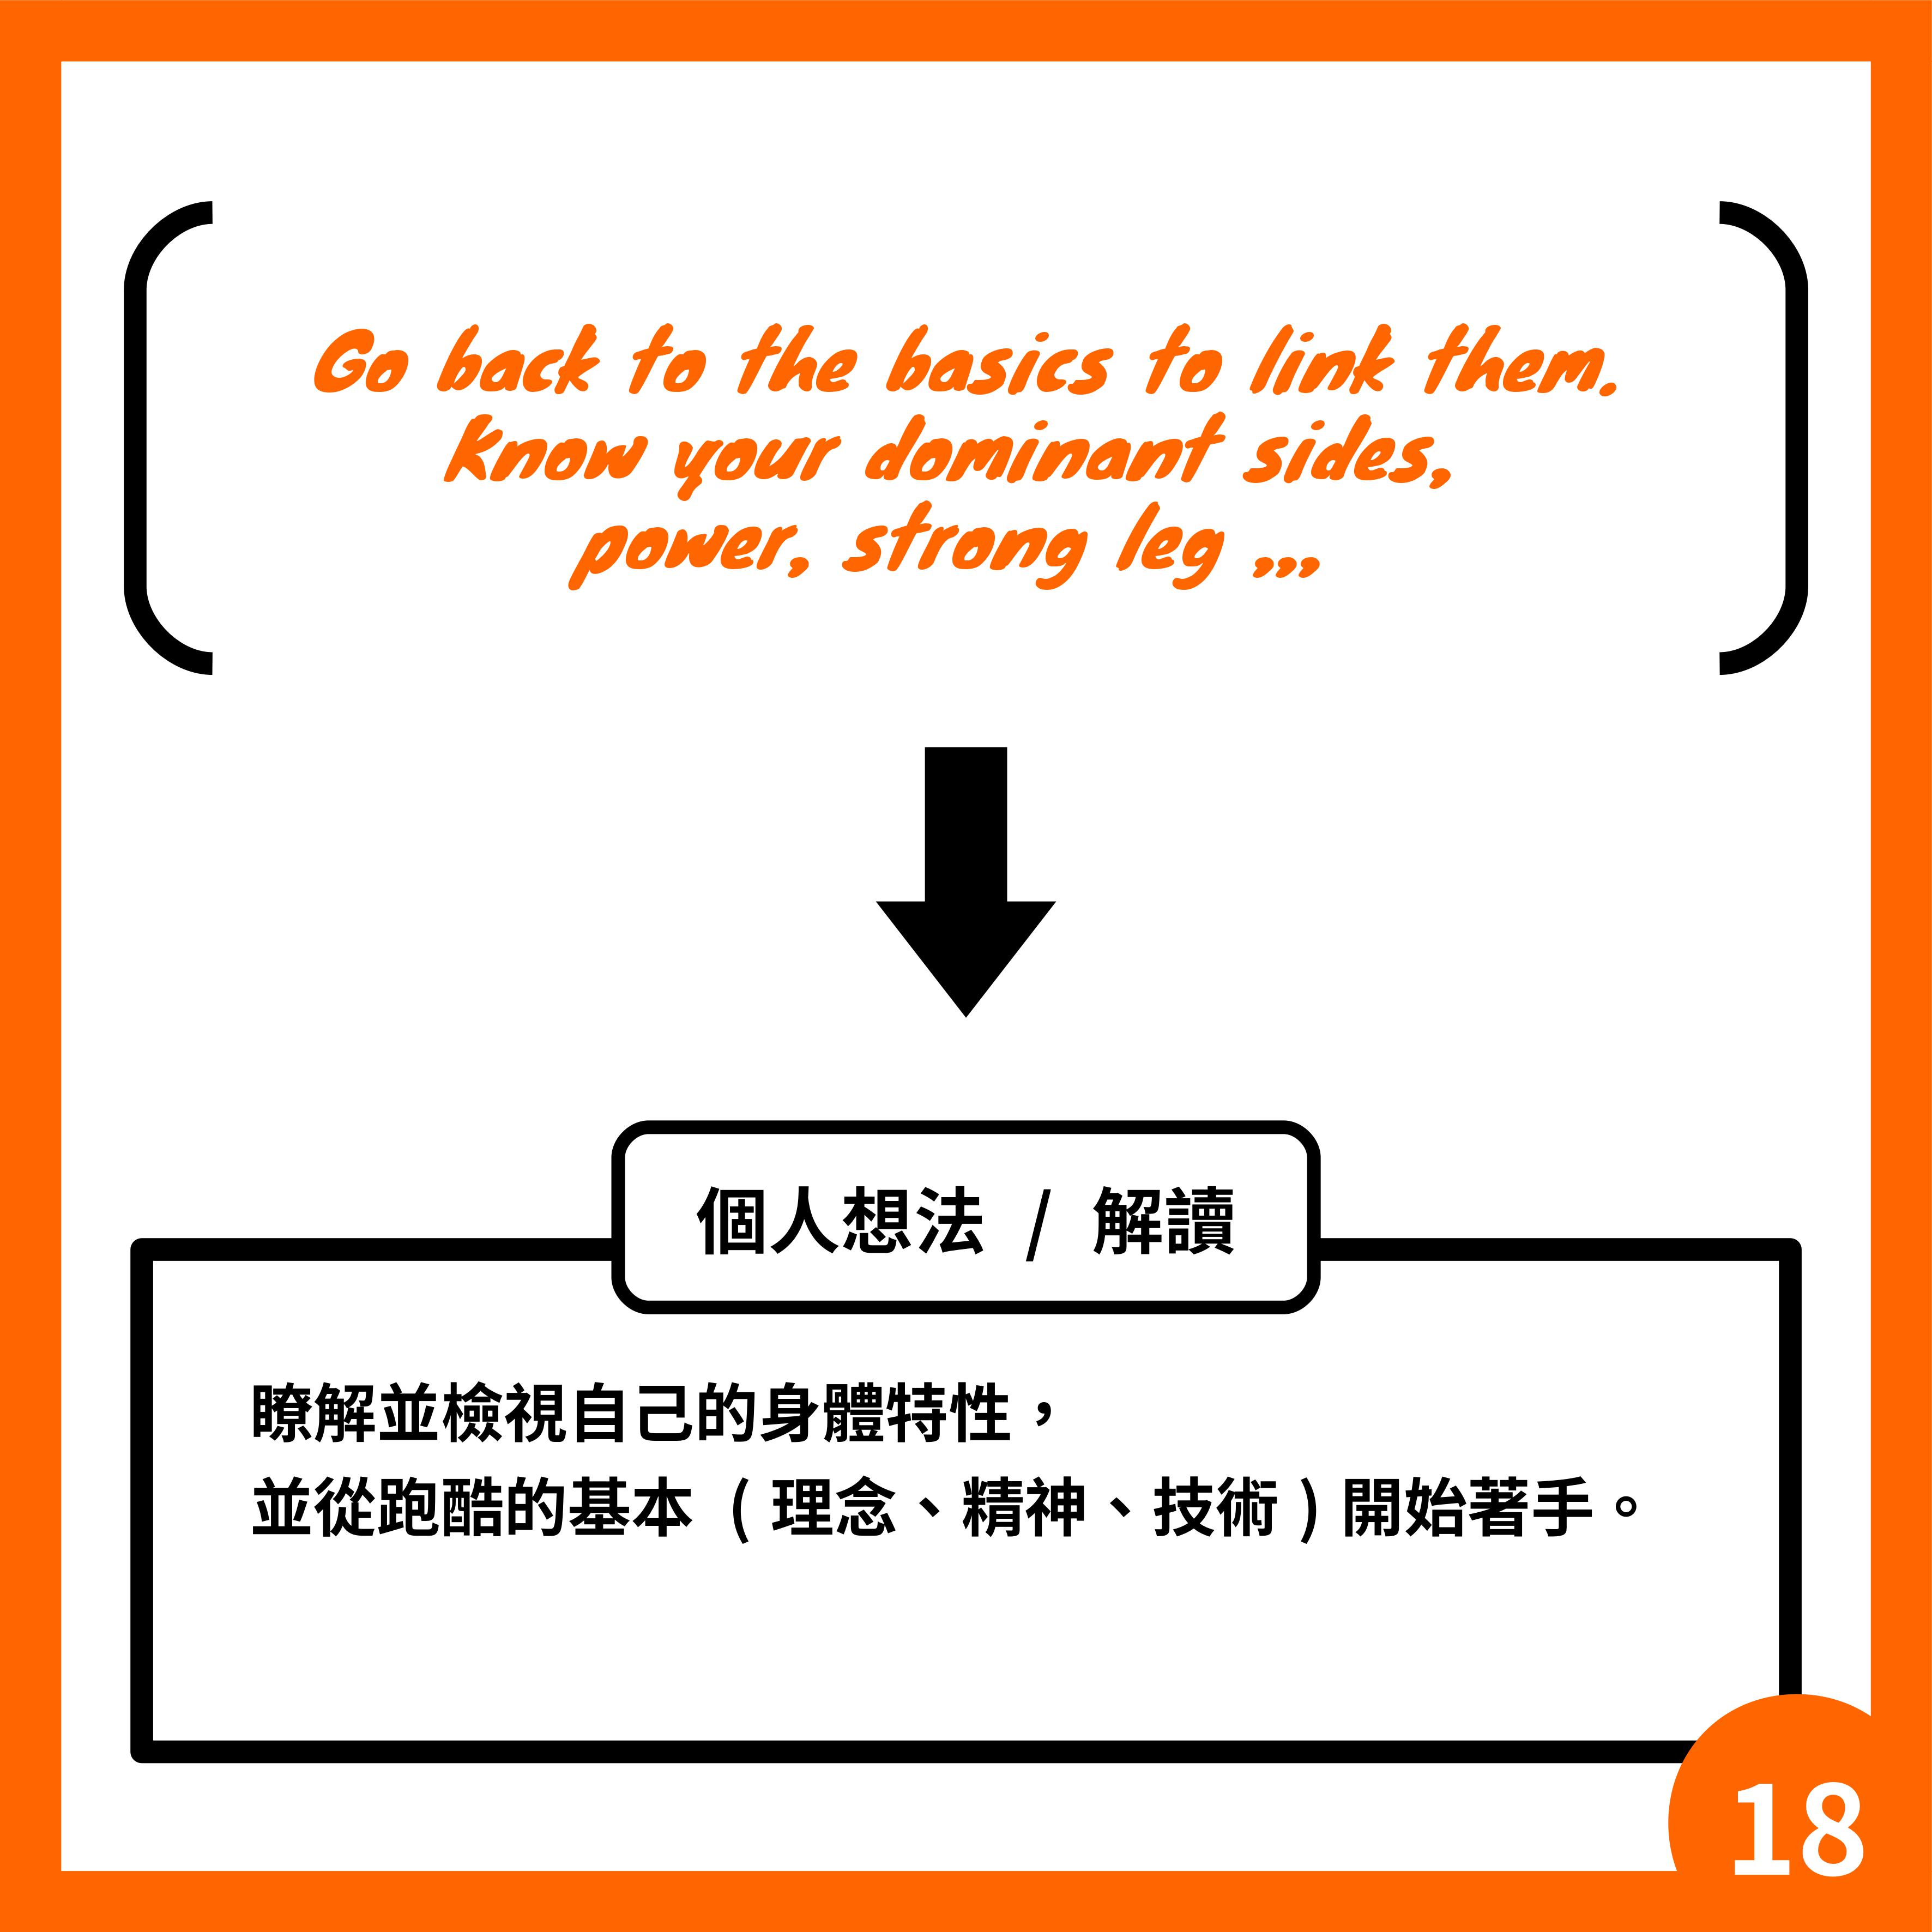 Go back to the basics to link them.
Know your dominant sides,
power, strong leg ...
個人想法 / 解讀
瞭解並檢視自己的身體特性，
並從跑酷的基本（理念、精神、技術）開始著手。
18